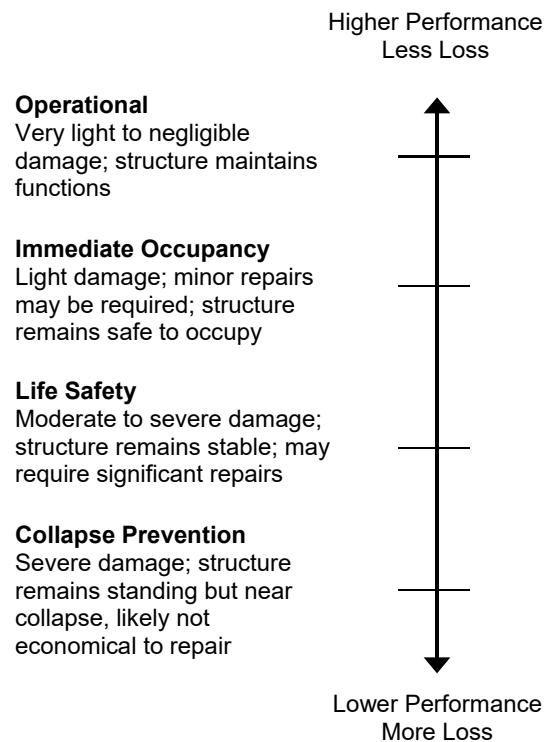 Higher Performance
Less Loss
Operational
Very light to negligible
damage; structure maintains
functions
Immediate Occupancy
Light damage; minor repairs
may be required; structure
remains safe to occupy
Life Safety
Moderate to severe damage;
structure remains stable; may
require significant repairs
Collapse Prevention
Severe damage; structure
remains standing but near
collapse, likely not
economical to repair
Lower Performance
More Loss